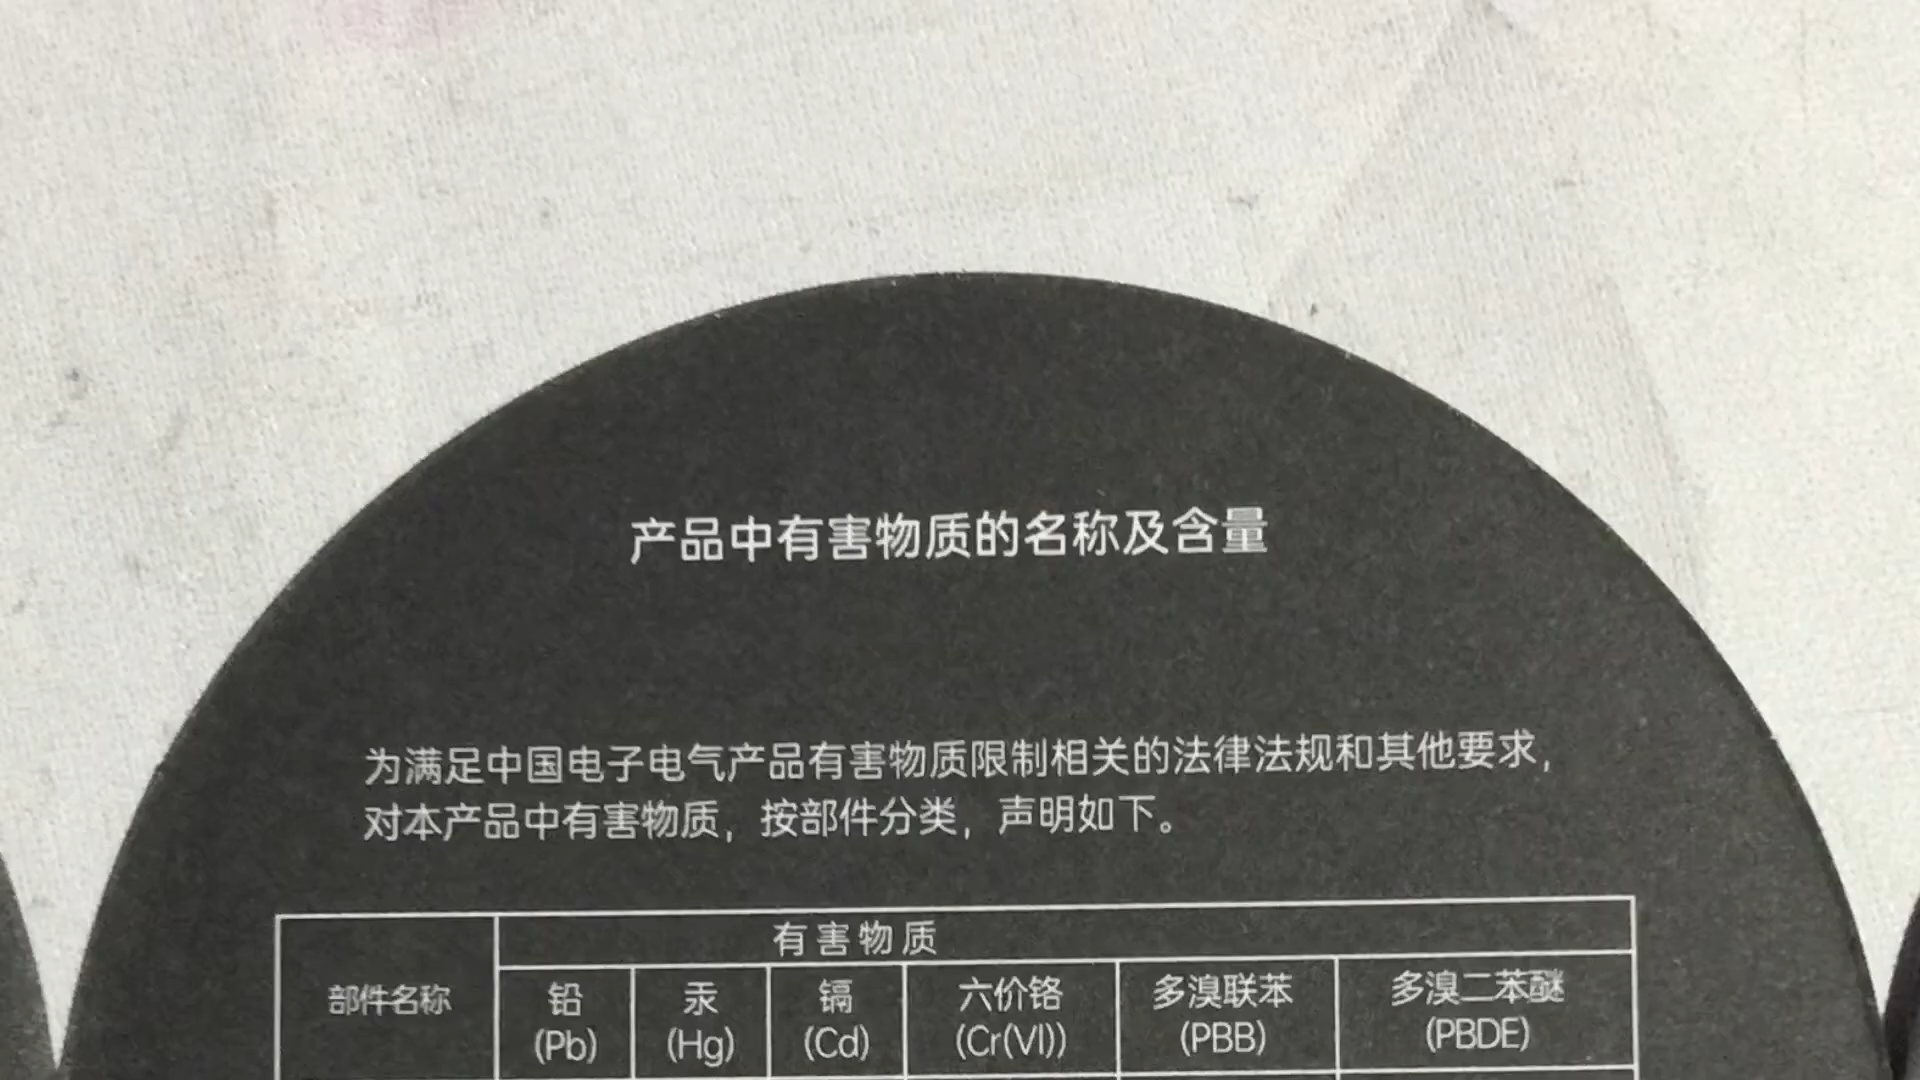 产品中有害物质的名称及含量
为满足中国电子电气产品有害物质限制相关的法律法规和其他要求，
对本产品中有害物质，按部件分类，声明如下。
有害物质
部件名称 铅 汞 镉 六价铬 多溴联苯 多溴二苯醚
(Pb) (Hg) (Cd) (Cr(VI)) (PBB) (PBDE)